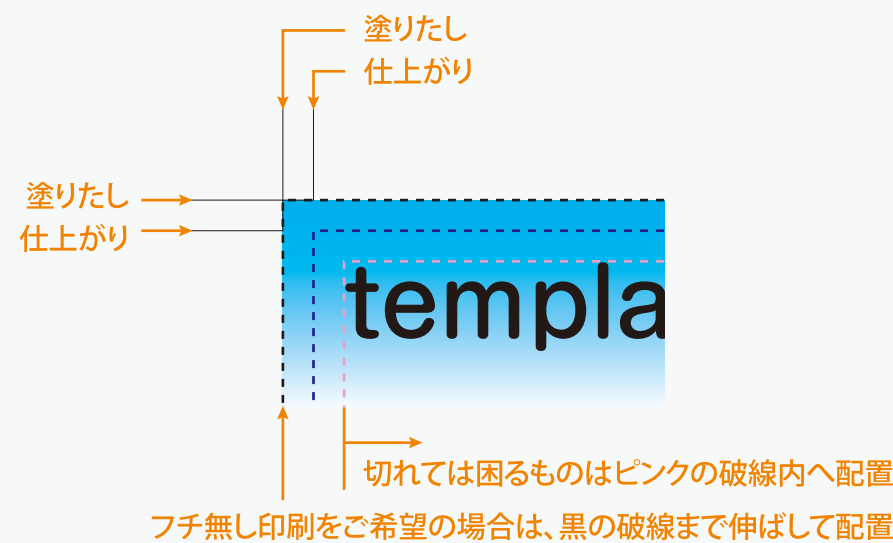 塗りたし
仕上がり
塗りたし
仕上がり
templa
切れては困るものはピンクの破線内へ配置
フチ無し印刷をご希望の場合は、黒の破線まで伸ばして配置